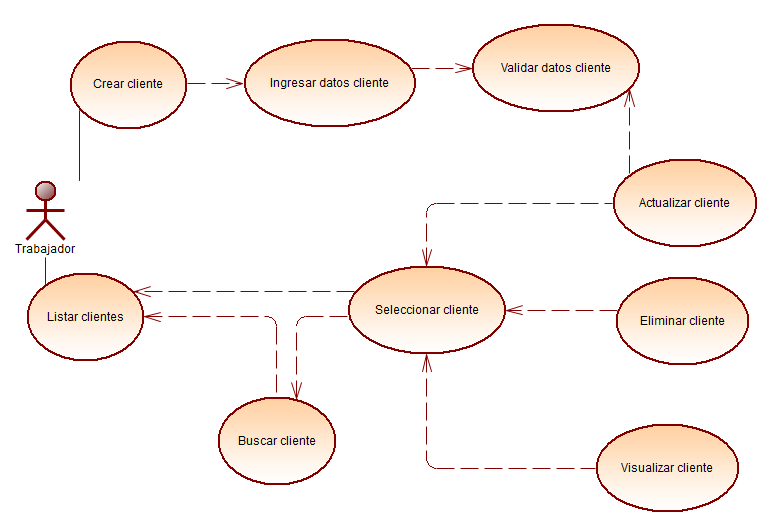 Crear cliente
Ingresar datos cliente
Validar datos cliente
Actualizar cliente
Trabajador
Listar clientes
Seleccionar cliente
Eliminar cliente
Buscar cliente
Visualizar cliente